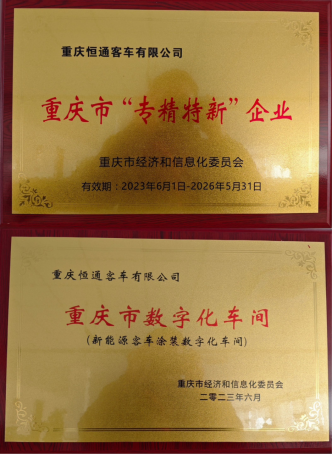 重庆恒通客车有限公司
重庆市“专精特新”企业
重庆市经济和信息化委员会
有效期：2023年6月1日-2026年5月31日
重庆恒通客车有限公司
重庆市数字化车间
(新能源客车涂装数字化车间)
重庆市经济和信息化委员会
二零二三年六月